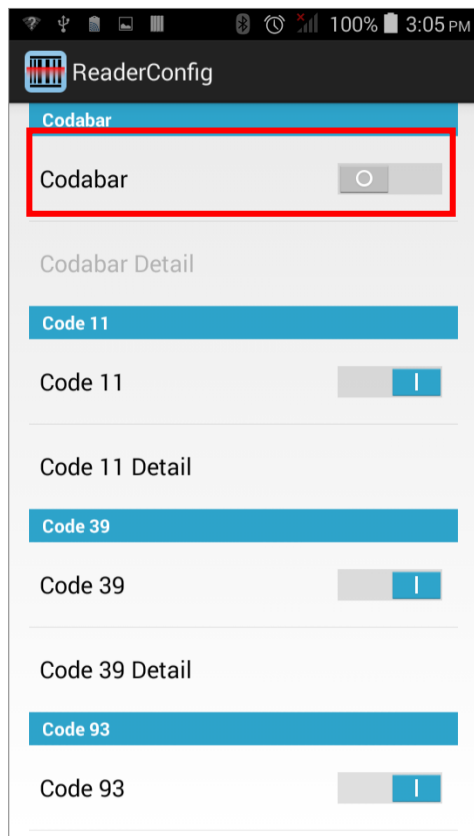 100% 3:05 PM
ReaderConfig
Codabar
Codabar
Codabar Detail
Code 11
Code 11
Code 11 Detail
Code 39
Code 39
Code 39 Detail
Code 93
Code 93